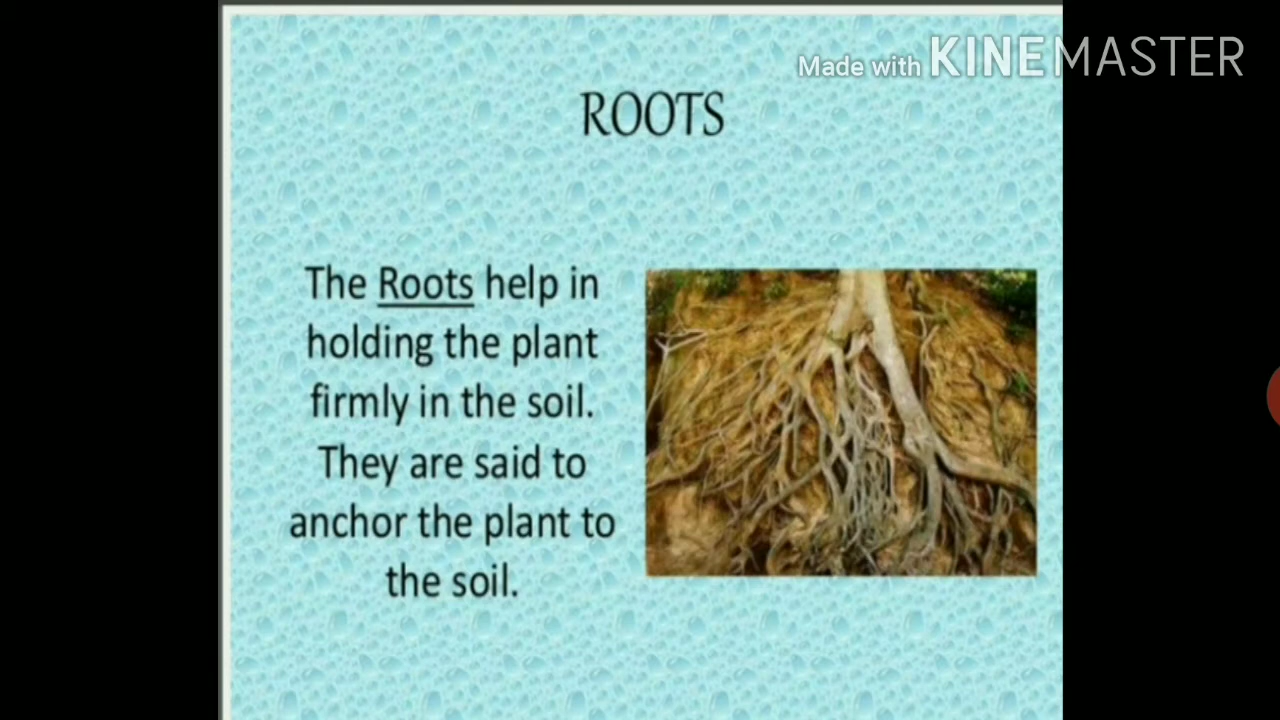 Made with KINEMASTER
ROOTS
The Roots help in
holding the plant
firmly in the soil.
They are said to
anchor the plant to
the soil.